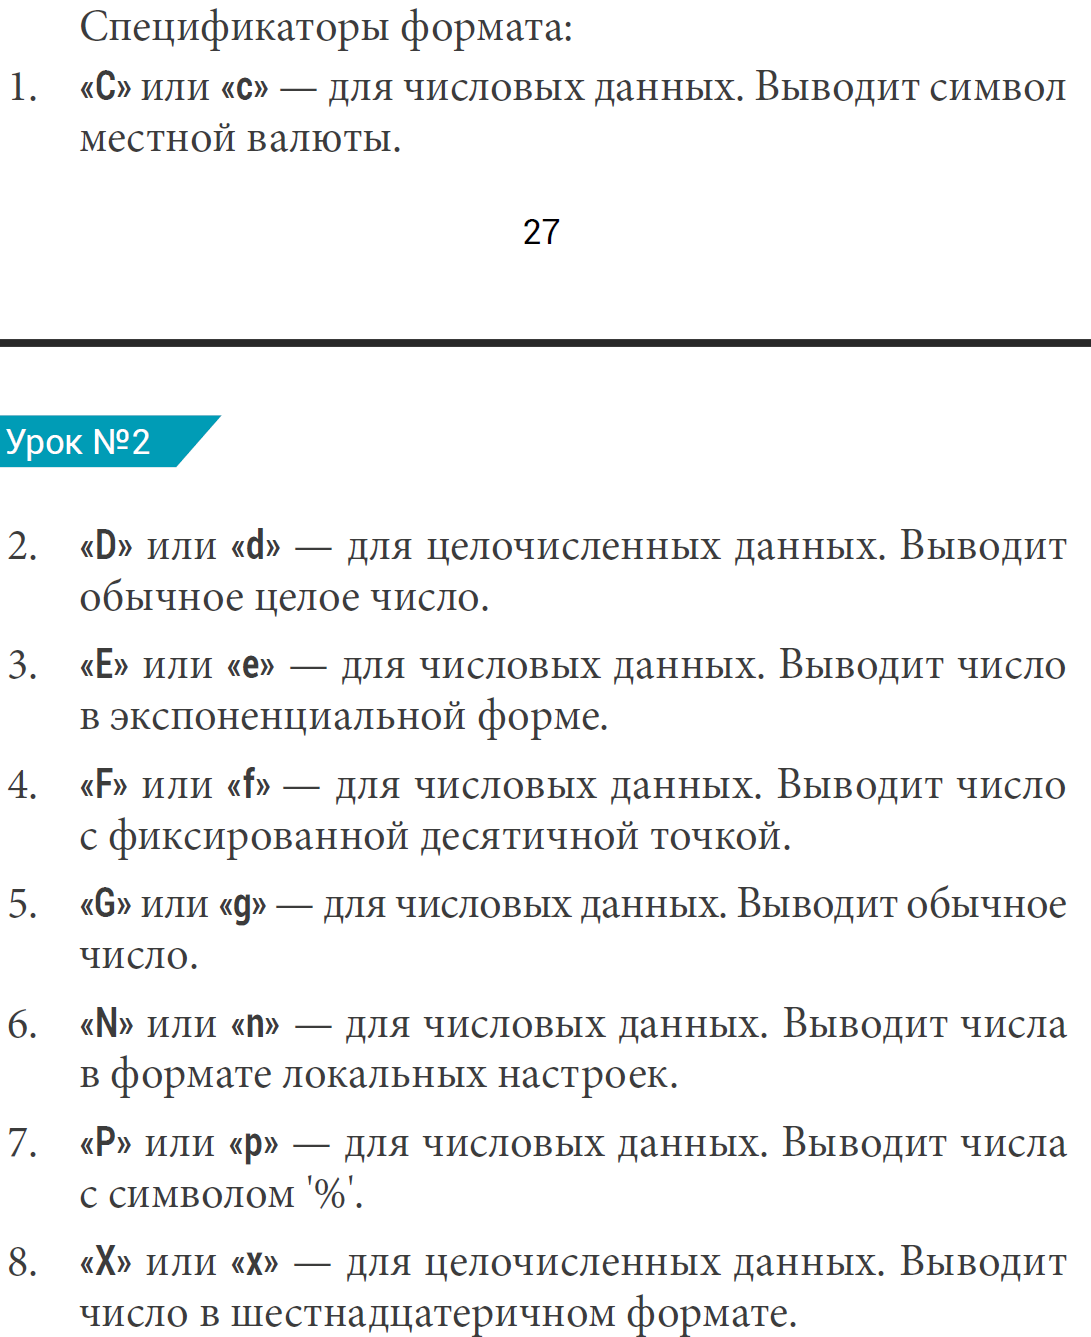 Спецификаторы формата:
1. «C» или «c» — для числовых данных. Выводит символ
местной валюты.
27
Урок №2
2. «D» или «d» — для целочисленных данных. Выводит
обычное целое число.
3. «E» или «e» — для числовых данных. Выводит число
в экспоненциальной форме.
4. «F» или «f» — для числовых данных. Выводит число
с фиксированной десятичной точкой.
5. «G» или «g» — для числовых данных. Выводит обычное
число.
6. «N» или «n» — для числовых данных. Выводит числа
в формате локальных настроек.
7. «P» или «p» — для числовых данных. Выводит числа
с символом '%'.
8. «X» или «x» — для целочисленных данных. Выводит
число в шестнадцатеричном формате.